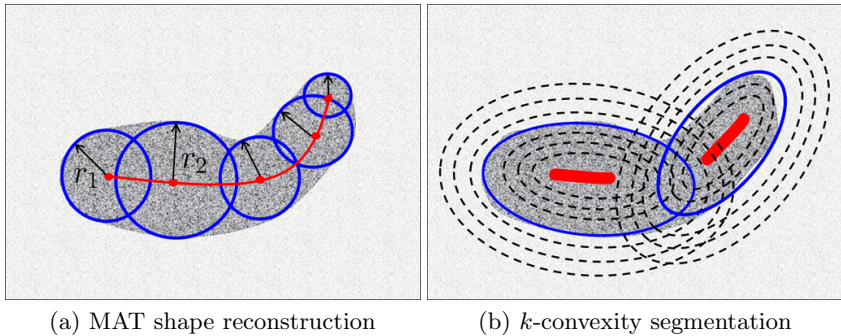 r₁
r₂
(a) MAT shape reconstruction
(b) k-convexity segmentation